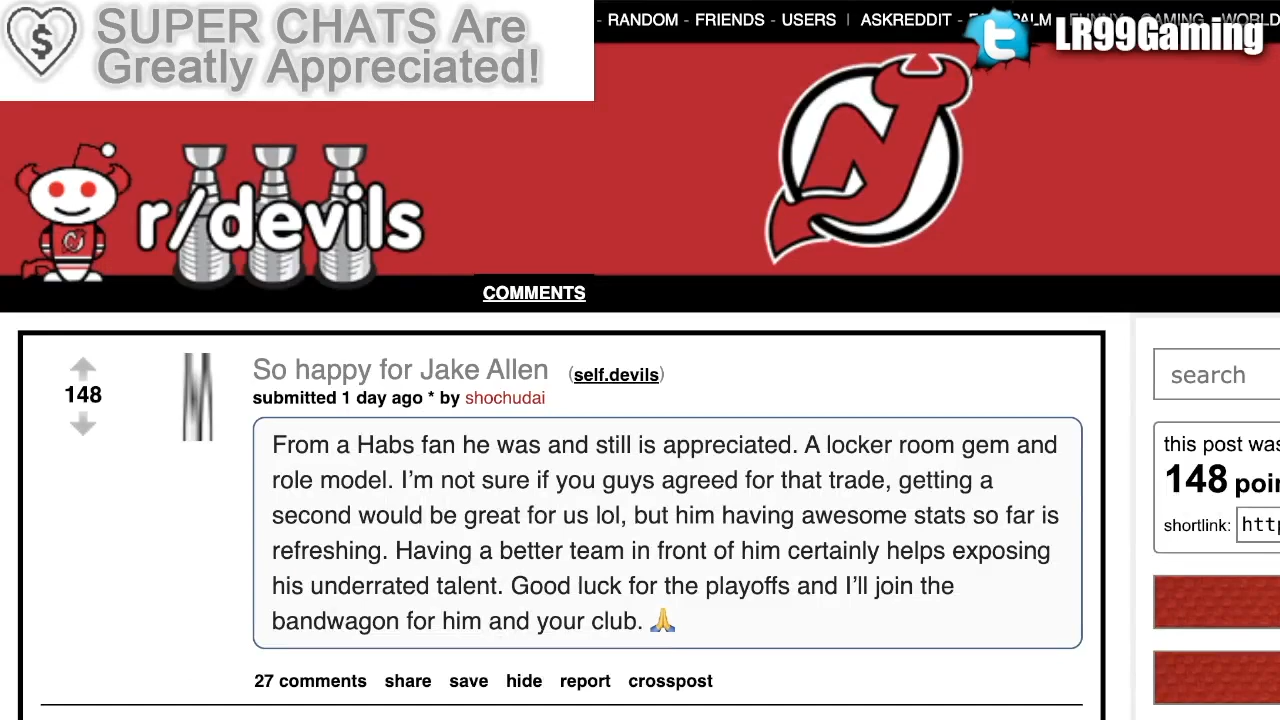 SUPER CHATS Are
Greatly Appreciated!
- RANDOM - FRIENDS - USERS | ASKREDDIT -
LR99Gaming
r/devils
COMMENTS
148
So happy for Jake Allen (self.devils)
submitted 1 day ago * by shochudai
From a Habs fan he was and still is appreciated. A locker room gem and
role model. I’m not sure if you guys agreed for that trade, getting a
second would be great for us lol, but him having awesome stats so far is
refreshing. Having a better team in front of him certainly helps exposing
his underrated talent. Good luck for the playoffs and I’ll join the
bandwagon for him and your club. 🙏
27 comments share save hide report crosspost
search
this post was
148 poin
shortlink: http